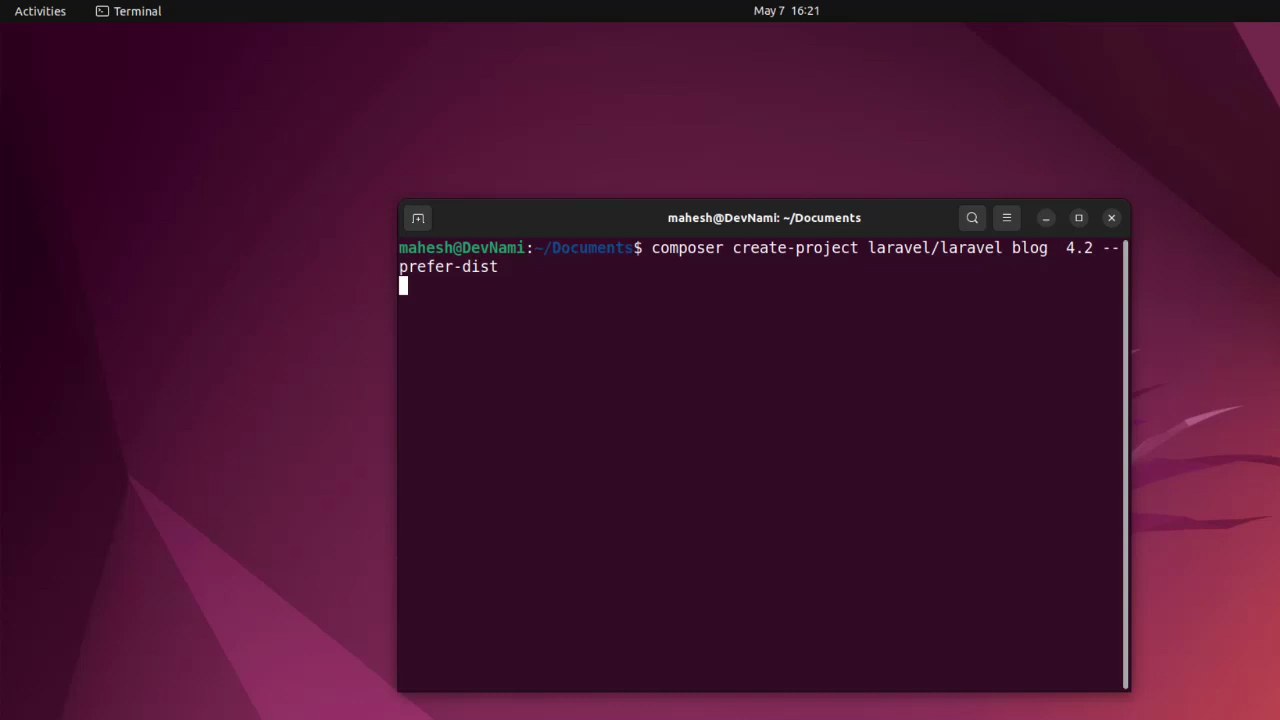 Activities Terminal May 7 16:21
mahesh@DevNami: ~/Documents
mahesh@DevNami:~/Documents$ composer create-project laravel/laravel blog  4.2 --
prefer-dist